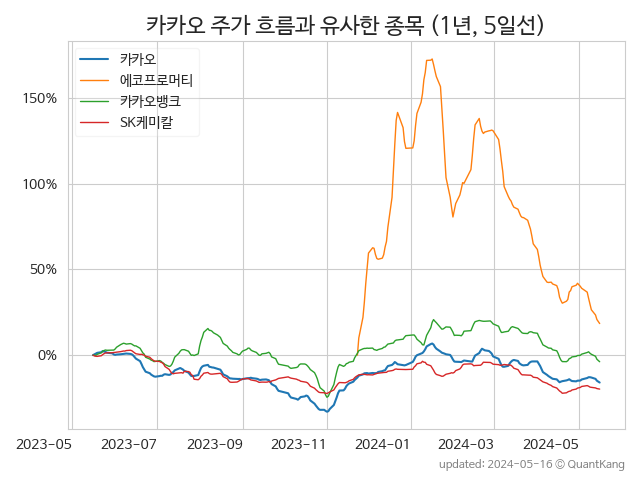 카카오 주가 흐름과 유사한 종목 (1년, 5일선)
카카오
에코프로머티
카카오뱅크
SK케미칼
150%
100%
50%
0%
2023-05 2023-07 2023-09 2023-11 2024-01 2024-03 2024-05
updated: 2024-05-16 © QuantKang